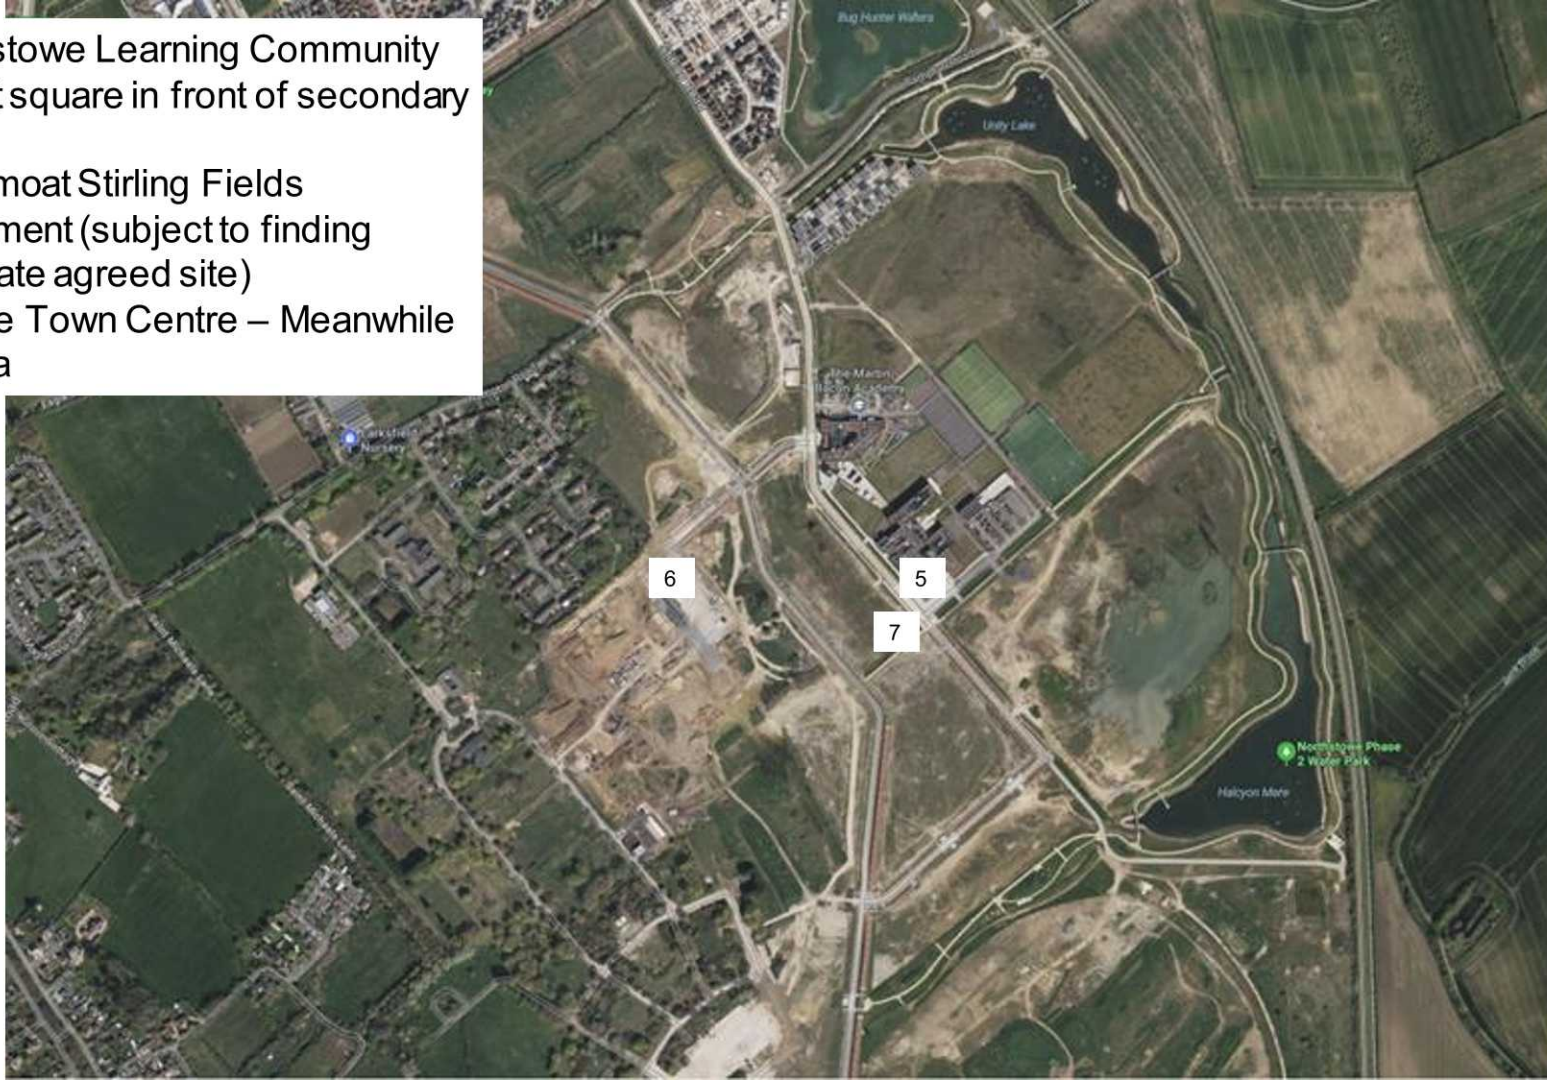 stowe Learning Community
t square in front of secondary
moat Stirling Fields
ment (subject to finding
ate agreed site)
e Town Centre – Meanwhile
a
Bug Hunter Waters
Unity Lake
The Martin
Bacon Academy
Larksfield
Nursery
6
5
7
Northstowe Phase
2 Water Park
Halcyon Mere